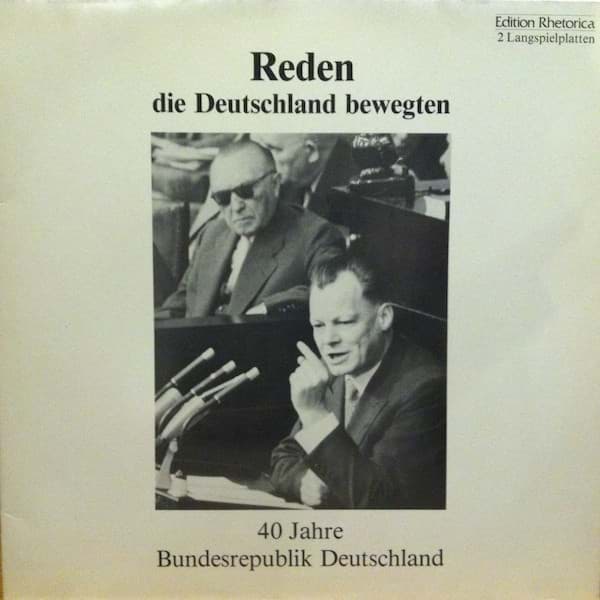 Edition Rhetorica
2 Langspielplatten
Reden
die Deutschland bewegten
40 Jahre
Bundesrepublik Deutschland